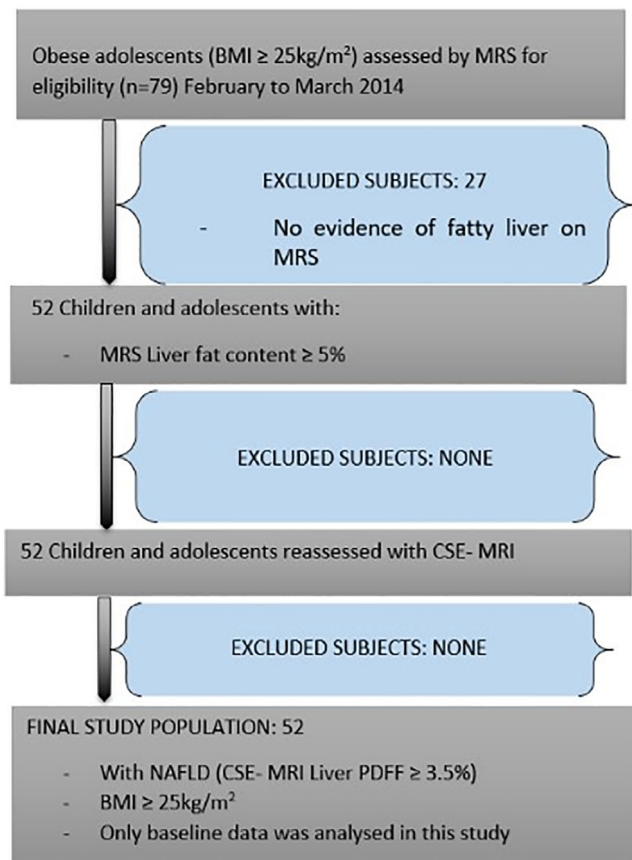 Obese adolescents (BMI ≥ 25kg/m²) assessed by MRS for
eligibility (n=79) February to March 2014
EXCLUDED SUBJECTS: 27
- No evidence of fatty liver on
MRS
52 Children and adolescents with:
- MRS Liver fat content ≥ 5%
EXCLUDED SUBJECTS: NONE
52 Children and adolescents reassessed with CSE- MRI
EXCLUDED SUBJECTS: NONE
FINAL STUDY POPULATION: 52
- With NAFLD (CSE- MRI Liver PDFF ≥ 3.5%)
- BMI ≥ 25kg/m²
- Only baseline data was analysed in this study